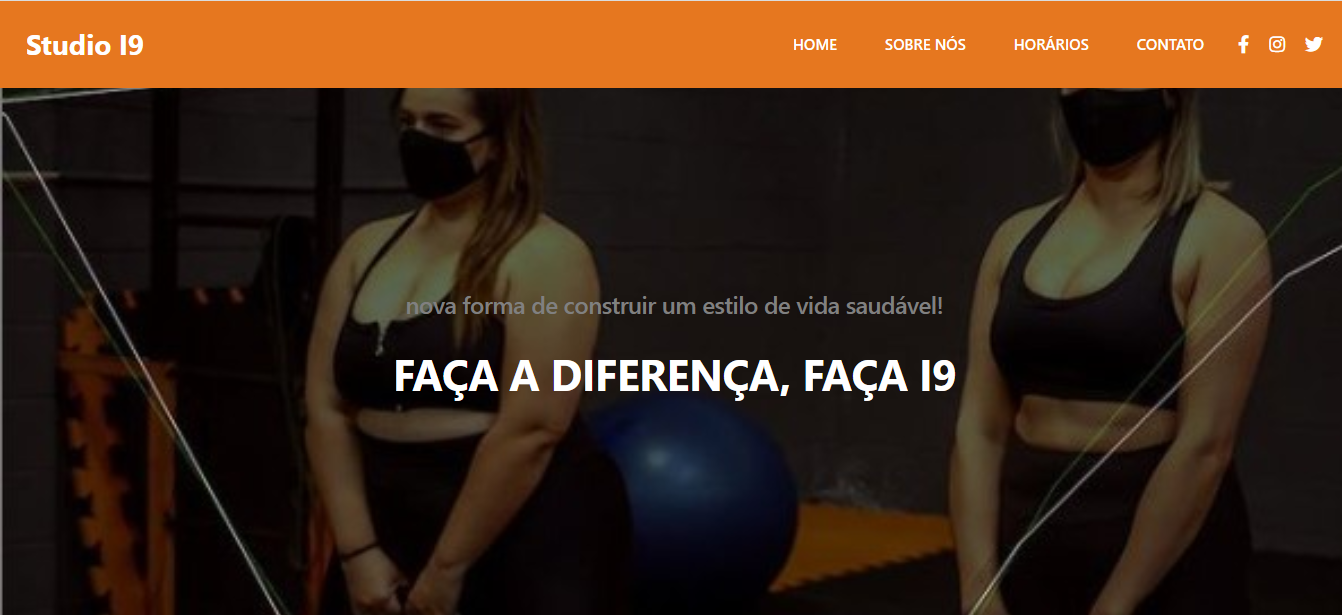 Studio I9
HOME SOBRE NÓS HORÁRIOS CONTATO
nova forma de construir um estilo de vida saudável!
FAÇA A DIFERENÇA, FAÇA I9